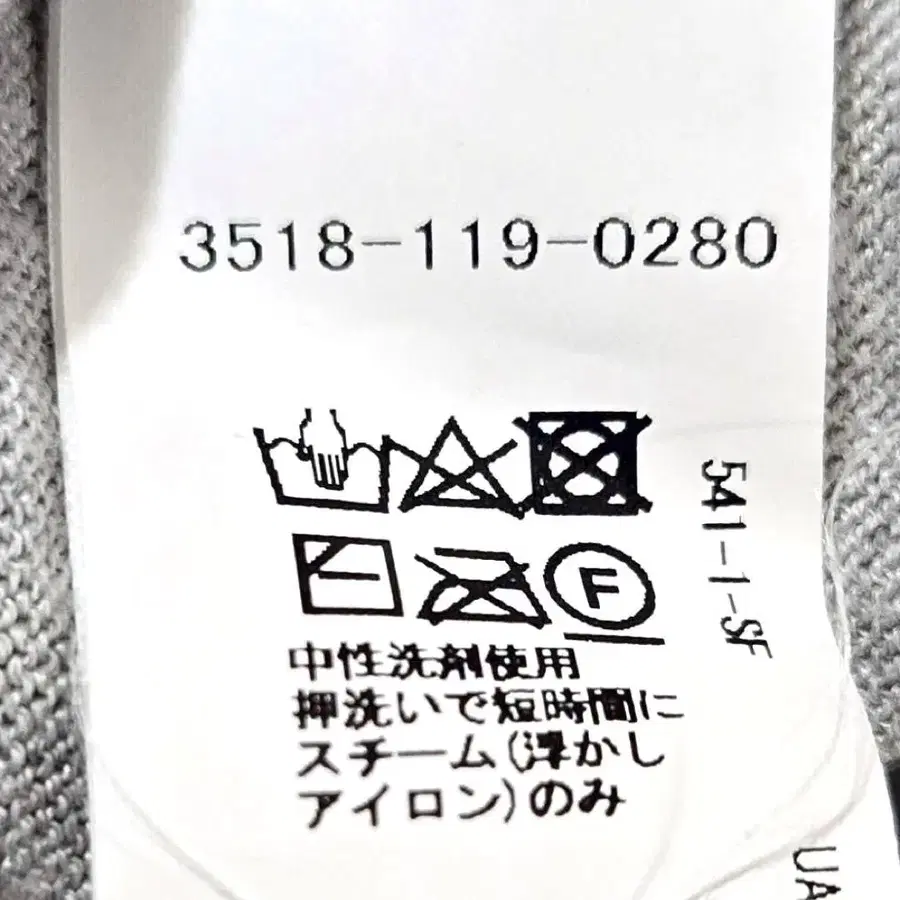 3518-119-0280
541-1-SF
F
中性洗剤使用
押洗いで短時間に
スチーム(浮かし
アイロン)のみ
UA